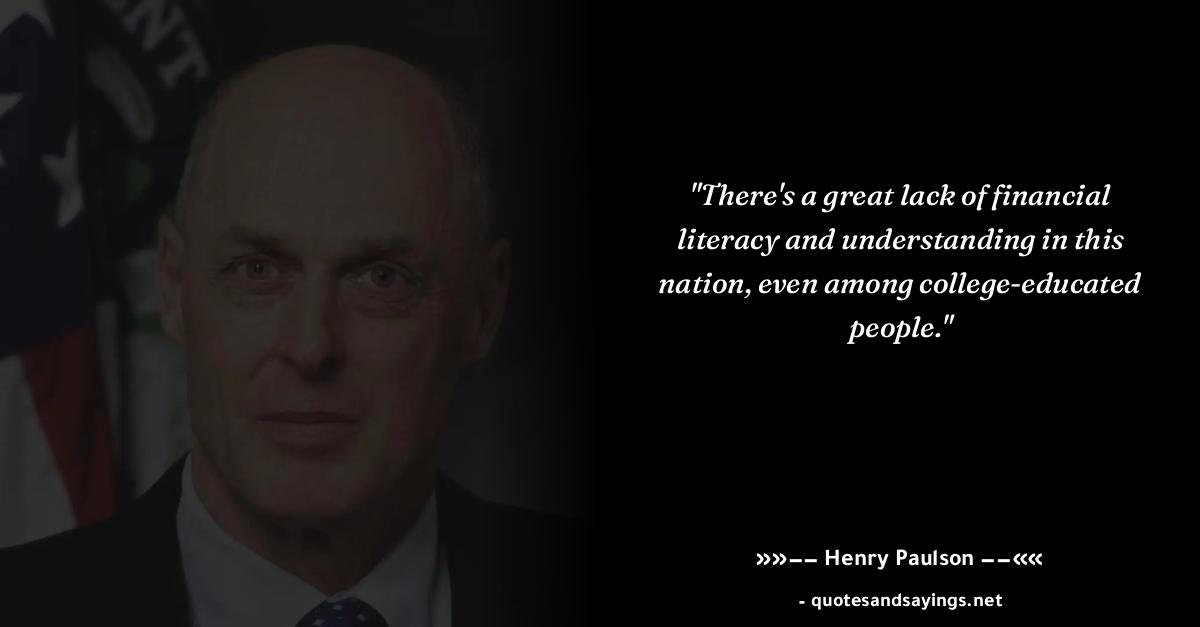 NT
"There's a great lack of financial
literacy and understanding in this
nation, even among college-educated
people."
»»–– Henry Paulson ––««
- quotesandsayings.net